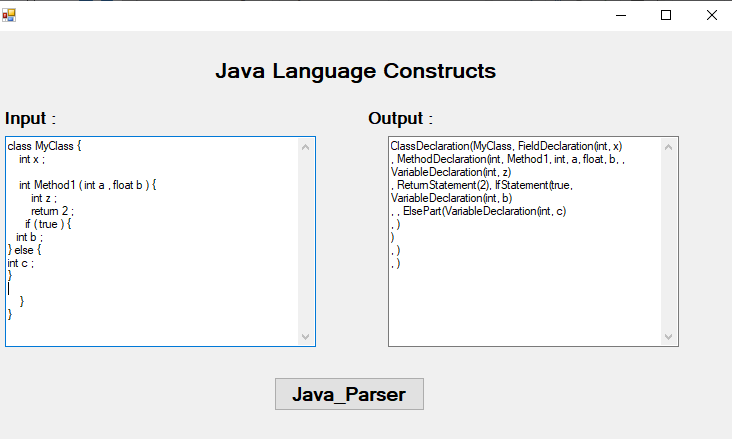 Java Language Constructs
Input :
Output :
class MyClass {
int x ;
int Method1 ( int a , float b ) {
int z ;
return 2 ;
if ( true ) {
int b ;
} else {
int c ;
}
}
}
ClassDeclaration(MyClass, FieldDeclaration(int, x)
, MethodDeclaration(int, Method1, int, a, float, b, ,
VariableDeclaration(int, z)
, ReturnStatement(2), IfStatement(true,
VariableDeclaration(int, b)
, , ElsePart(VariableDeclaration(int, c)
, )
)
, )
, )
Java_Parser